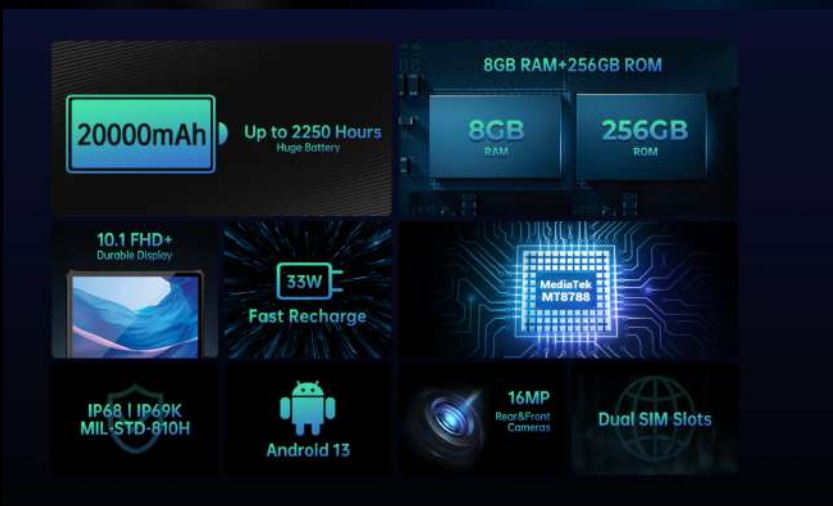 20000mAh
Up to 2250 Hours
Huge Battery
8GB RAM+256GB ROM
8GB
RAM
256GB
ROM
10.1 FHD+
Durable Display
33W
Fast Recharge
MediaTek
MT8788
IP68 | IP69K
MIL-STD-810H
Android 13
16MP
Rear&Front
Cameras
Dual SIM Slots